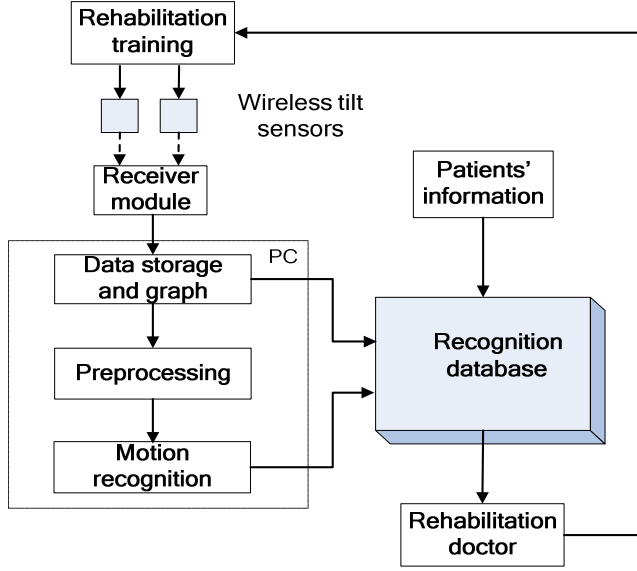 Rehabilitation
training
Wireless tilt
sensors
Receiver
module
Patients'
information
PC
Data storage
and graph
Recognition
database
Preprocessing
Motion
recognition
Rehabilitation
doctor